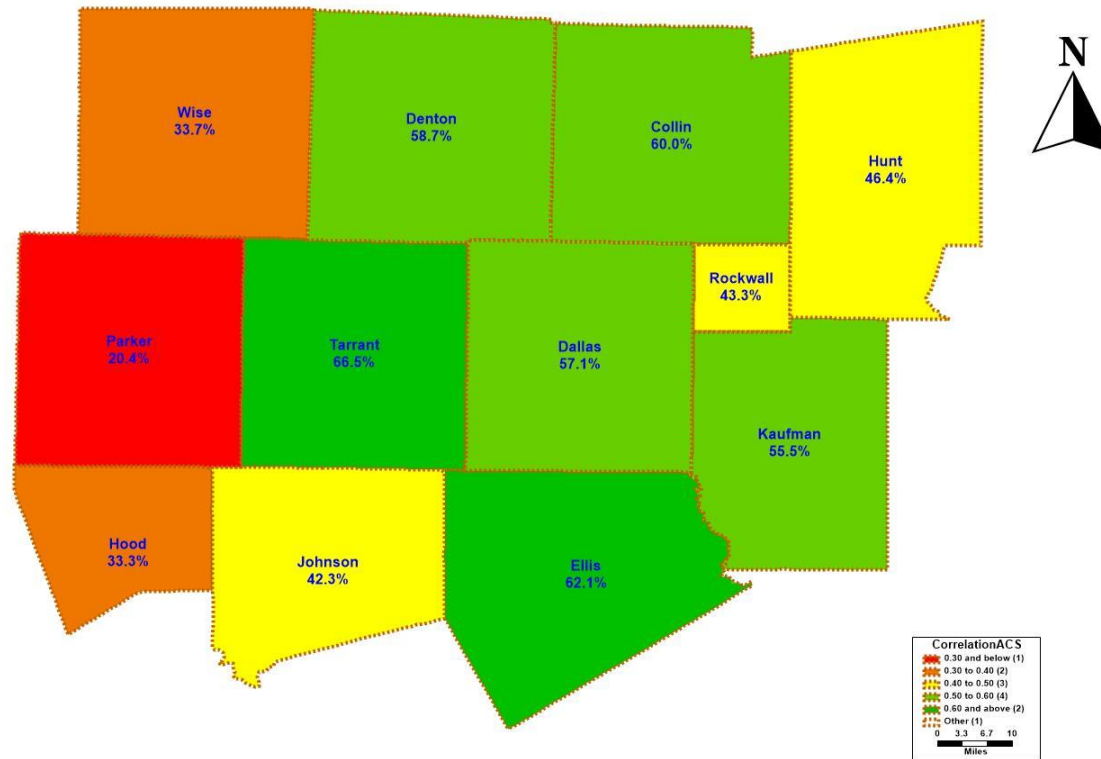 N
Wise
33.7%
Denton
58.7%
Collin
60.0%
Hunt
46.4%
Rockwall
43.3%
Parker
20.4%
Tarrant
66.5%
Dallas
57.1%
Kaufman
55.5%
Hood
33.3%
Johnson
42.3%
Ellis
62.1%
CorrelationACS
0.30 and below (1)
0.30 to 0.40 (2)
0.40 to 0.50 (3)
0.50 to 0.60 (4)
0.60 and above (2)
Other (1)
0 3.3 6.7 10
Miles